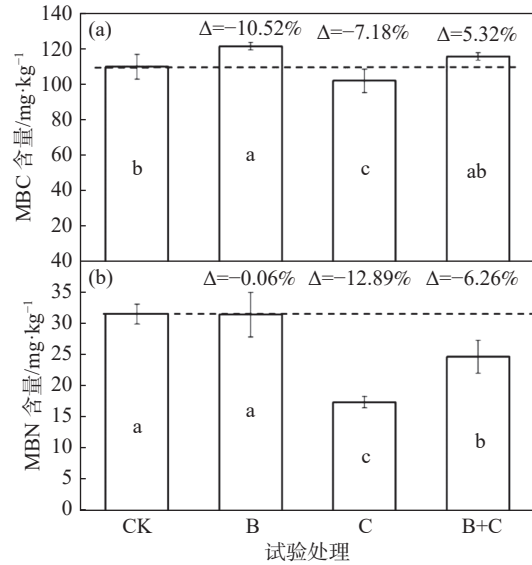 (a)
Δ=−10.52%
Δ=−7.18%
Δ=5.32%
140
120
100
80
60
40
MBC 含量/mg·kg⁻¹
b
a
c
ab
(b)
Δ=−0.06%
Δ=−12.89%
Δ=−6.26%
35
30
25
20
15
10
5
0
MBN 含量/mg·kg⁻¹
a
a
c
b
CK
B
C
B+C
试验处理